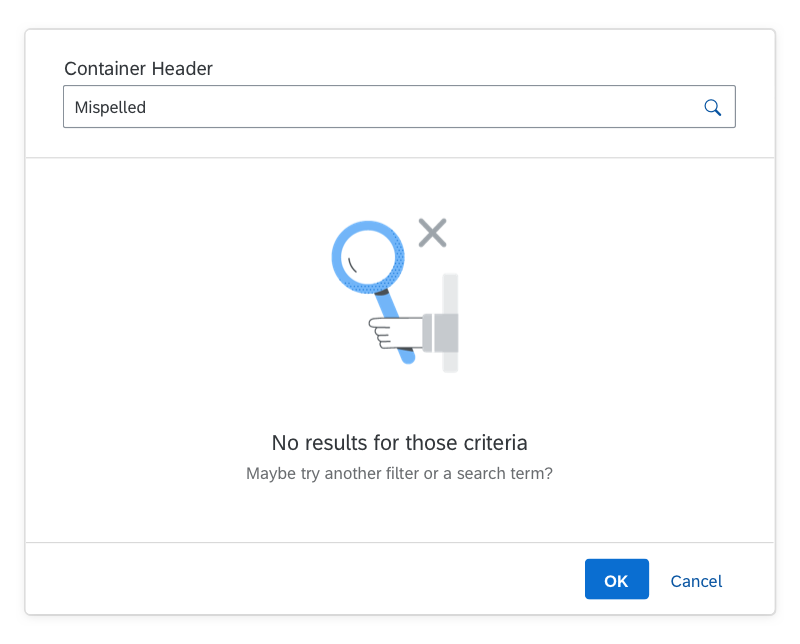 Container Header
Mispelled
No results for those criteria
Maybe try another filter or a search term?
OK
Cancel